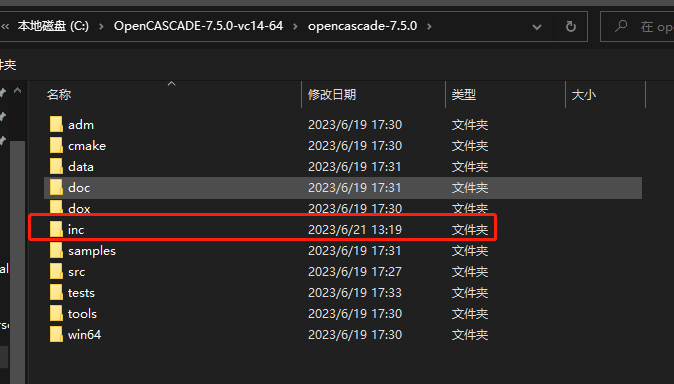 本地磁盘 (C:) › OpenCASCADE-7.5.0-vc14-64 › opencascade-7.5.0 ›
在 opo
件夹
名称 修改日期 类型 大小
adm 2023/6/19 17:30 文件夹
cmake 2023/6/19 17:30 文件夹
data 2023/6/19 17:31 文件夹
doc 2023/6/19 17:31 文件夹
dox 2023/6/19 17:30 文件夹
inc 2023/6/21 13:19 文件夹
samples 2023/6/19 17:31 文件夹
al
src 2023/6/19 17:27 文件夹
tests 2023/6/19 17:33 文件夹
tools 2023/6/19 17:30 文件夹
win64 2023/6/19 17:30 文件夹